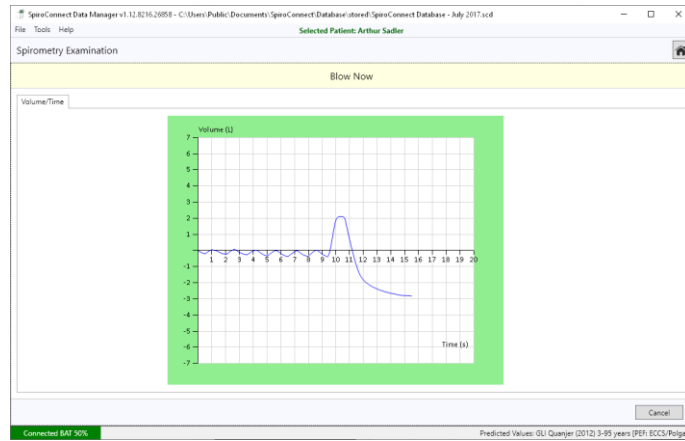 SpiroConnect Data Manager v1.12.8216.26858 - C:\Users\Public\Documents\SpiroConnect\Database\stored\SpiroConnect Database - July 2017.scd
File Tools Help
Selected Patient: Arthur Sadler
Spirometry Examination
Blow Now
Volume/Time
Volume (L)
7
6
5
4
3
2
1
1 2 3 4 5 6 7 8 9 10 11 12 13 14 15 16 17 18 19 20
-1
-2
-3
-4
-5
-6
Time (s)
-7
Cancel
Connected BAT 50%
Predicted Values: GLI Quanjer (2012) 3-95 years [PEF: ECCS/Polga